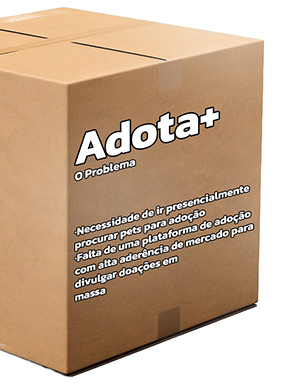 Adota+
O Problema
·Necessidade de ir presencialmente
procurar pets para adoção
·Falta de uma plataforma de adoção
com alta aderência de mercado para
divulgar doações em
massa